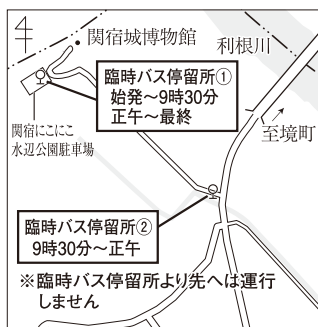 関宿城博物館
利根川
臨時バス停留所①
始発～9時30分
正午～最終
関宿にこにこ
水辺公園駐車場
至境町
臨時バス停留所②
9時30分～正午
※臨時バス停留所より先へは運行
しません